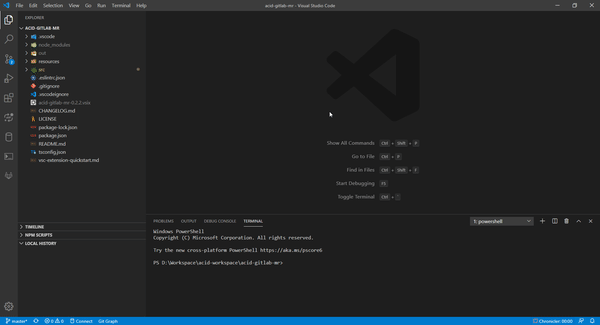 File Edit Selection View Go Run Terminal Help
acid-gitlab-mr - Visual Studio Code
EXPLORER
ACID-GITLAB-MR
.vscode
node_modules
out
resources
src
.eslintrc.json
.gitignore
.vscodeignore
acid-gitlab-mr-0.2.2.vsix
CHANGELOG.md
LICENSE
package-lock.json
package.json
README.md
tsconfig.json
vsc-extension-quickstart.md
Show All Commands Ctrl + Shift + P
Go to File Ctrl + P
Find in Files Ctrl + Shift + F
Start Debugging F5
Toggle Terminal Ctrl + `
TIMELINE
NPM SCRIPTS
LOCAL HISTORY
PROBLEMS OUTPUT DEBUG CONSOLE TERMINAL
1: powershell
Windows PowerShell
Copyright (C) Microsoft Corporation. All rights reserved.
Try the new cross-platform PowerShell https://aka.ms/pscore6
PS D:\Workspace\acid-workspace\acid-gitlab-mr>
master* 0 6 Connect Git Graph
Chronoder: 00:00